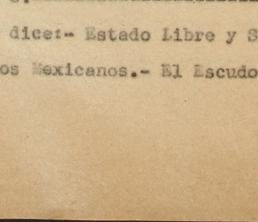 dice:- Estado Libre y S
os Mexicanos.- El Escudo